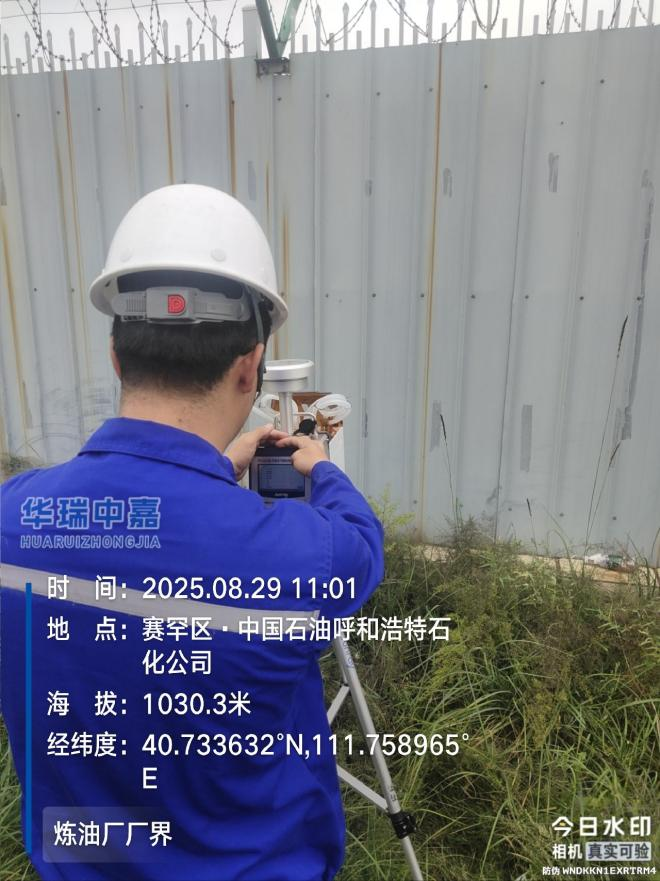 华瑞中嘉
HUARUIZHONGJIA
时 间：2025.08.29 11:01
地 点：赛罕区·中国石油呼和浩特石
化公司
海 拔：1030.3米
经纬度：40.733632°N,111.758965°
E
炼油厂厂界
今日水印
相机 真实可验
防伪 WNDKKN1EXRTRM4